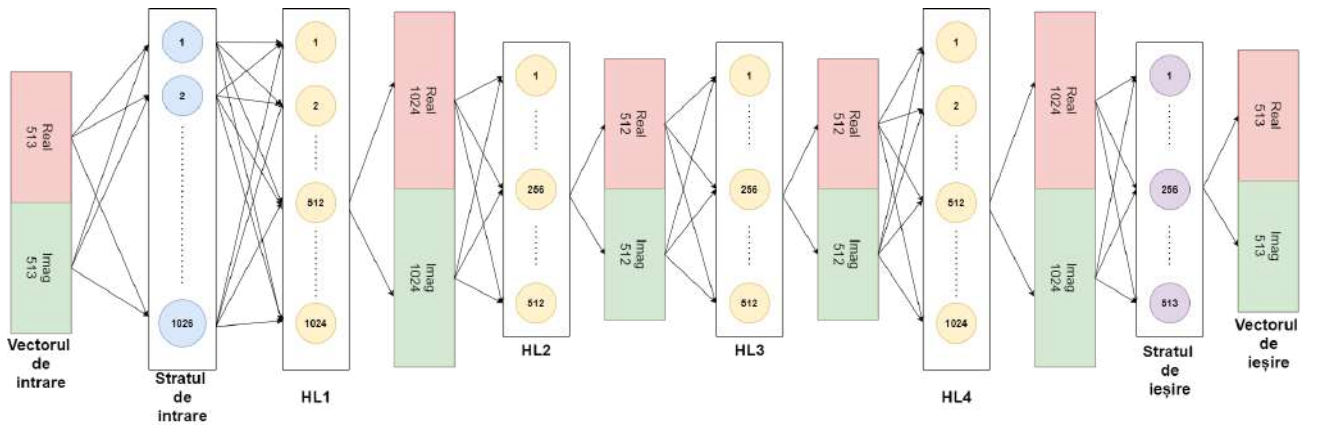 Real
513
Imag
513
Vectorul
de
intrare
1
2
1026
Stratul
de
intrare
1
2
512
1024
HL1
Real
1024
Imag
1024
1
256
512
HL2
Real
512
Imag
512
1
256
512
HL3
Real
512
Imag
512
1
2
512
1024
HL4
Real
1024
Imag
1024
1
256
513
Stratul
de
ieșire
Real
513
Imag
513
Vectorul
de
ieșire